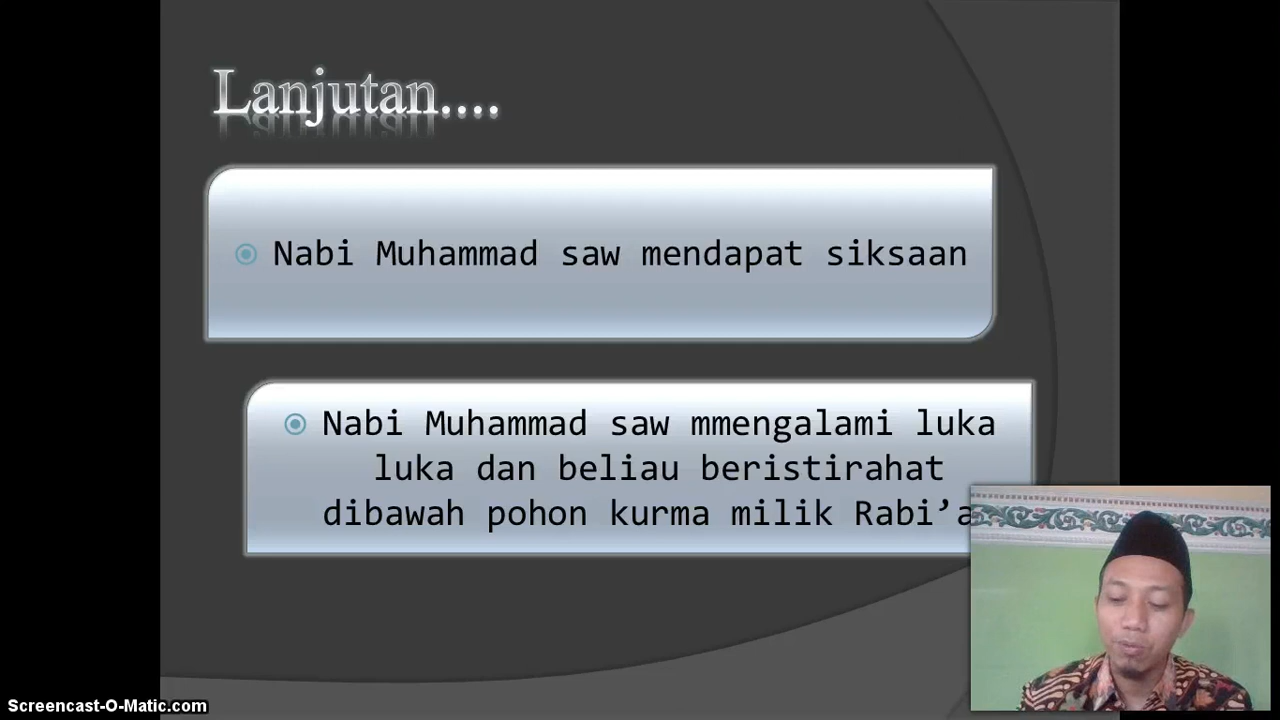 Lanjutan....
Nabi Muhammad saw mendapat siksaan
Nabi Muhammad saw mmengalami luka
luka dan beliau beristirahat
dibawah pohon kurma milik Rabi’a
Screencast-O-Matic.com